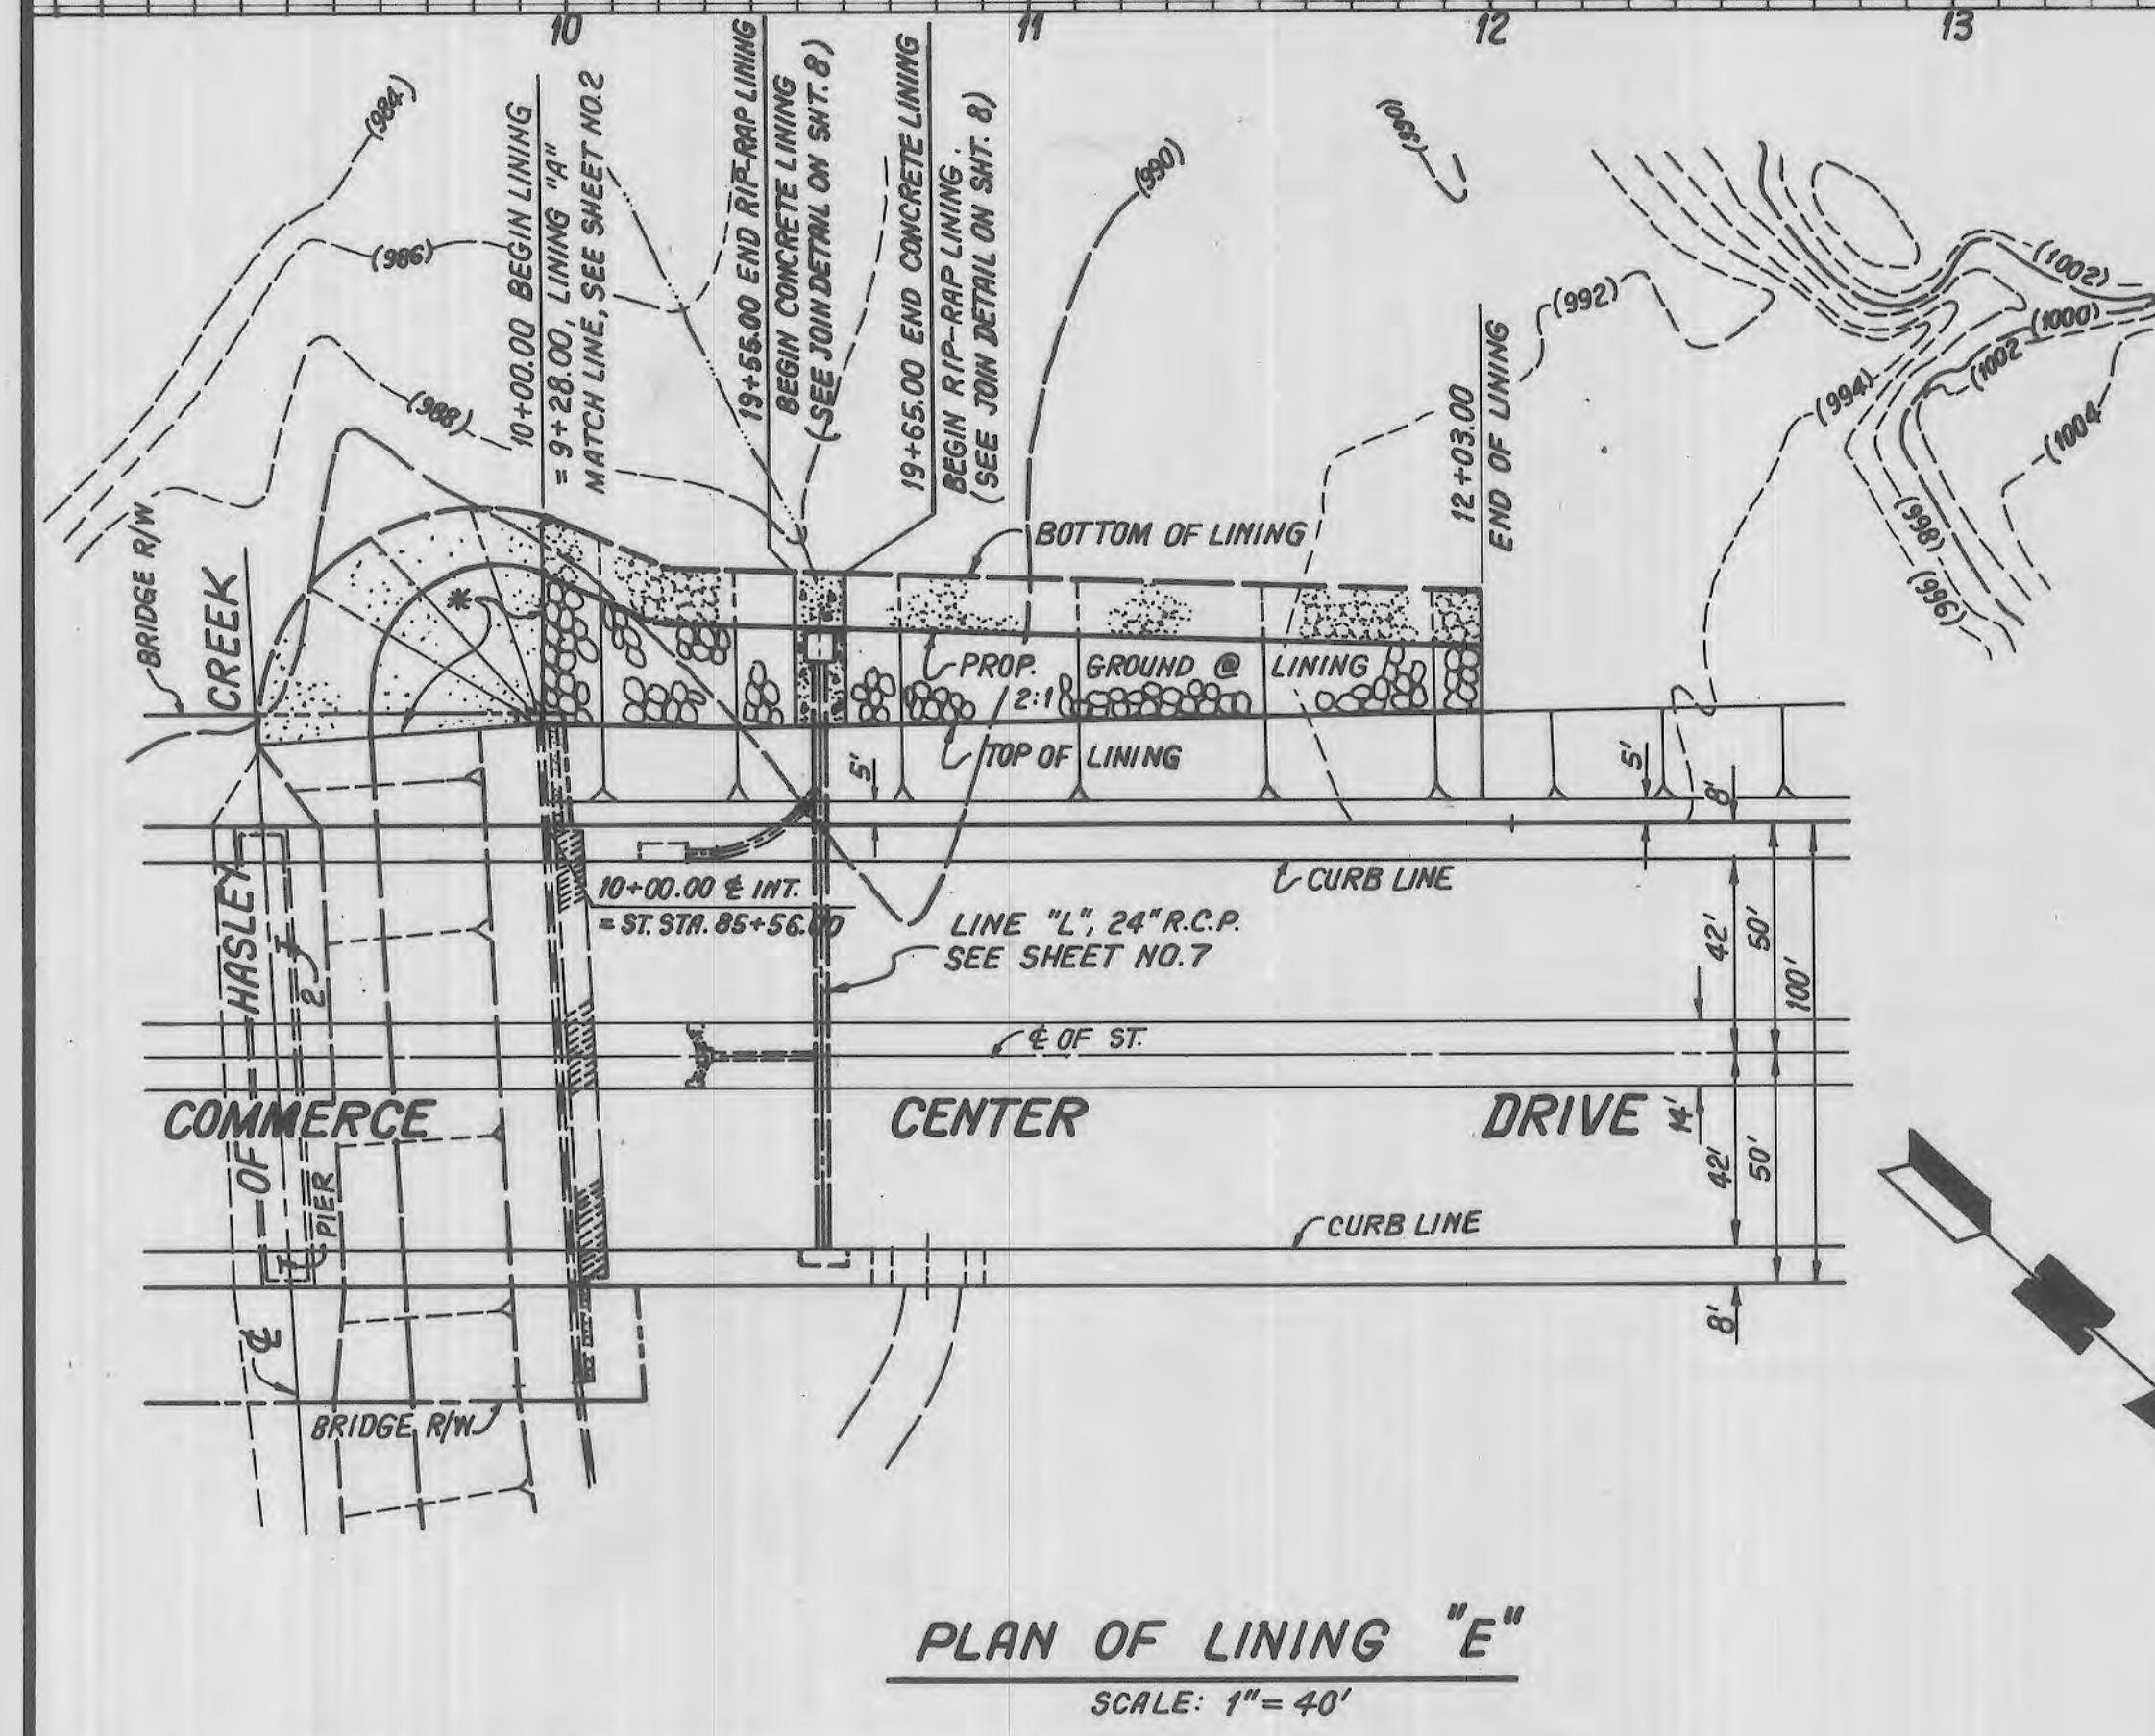 10 11 12 13
(984)
(986)
(988)
10+00.00 BEGIN LINING
= 9+28.00, LINING "A"
MATCH LINE, SEE SHEET NO.2
19+55.00 END RIP-RAP LINING
BEGIN CONCRETE LINING
(SEE JOIN DETAIL ON SHT. 8)
19+65.00 END CONCRETE LINING
BEGIN RIP-RAP LINING
(SEE JOIN DETAIL ON SHT. 8)
(990)
(990)
(992)
12+03.00
END OF LINING
(994)
(1002)
(1000)
(1002
(1004
(998)
(996)
BRIDGE R/W
CREEK
*
BOTTOM OF LINING
PROP. GROUND @ LINING
2:1
TOP OF LINING
5'
5'
8'
HASLEY
OF
2
PIER
℄
10+00.00 ℄ INT.
= ST. STA. 85+56.00
LINE "L", 24" R.C.P.
SEE SHEET NO.7
CURB LINE
42'
50'
100'
℄ OF ST.
COMMERCE CENTER DRIVE
14'
42'
50'
CURB LINE
8'
BRIDGE R/W
PLAN OF LINING "E"
SCALE: 1" = 40'